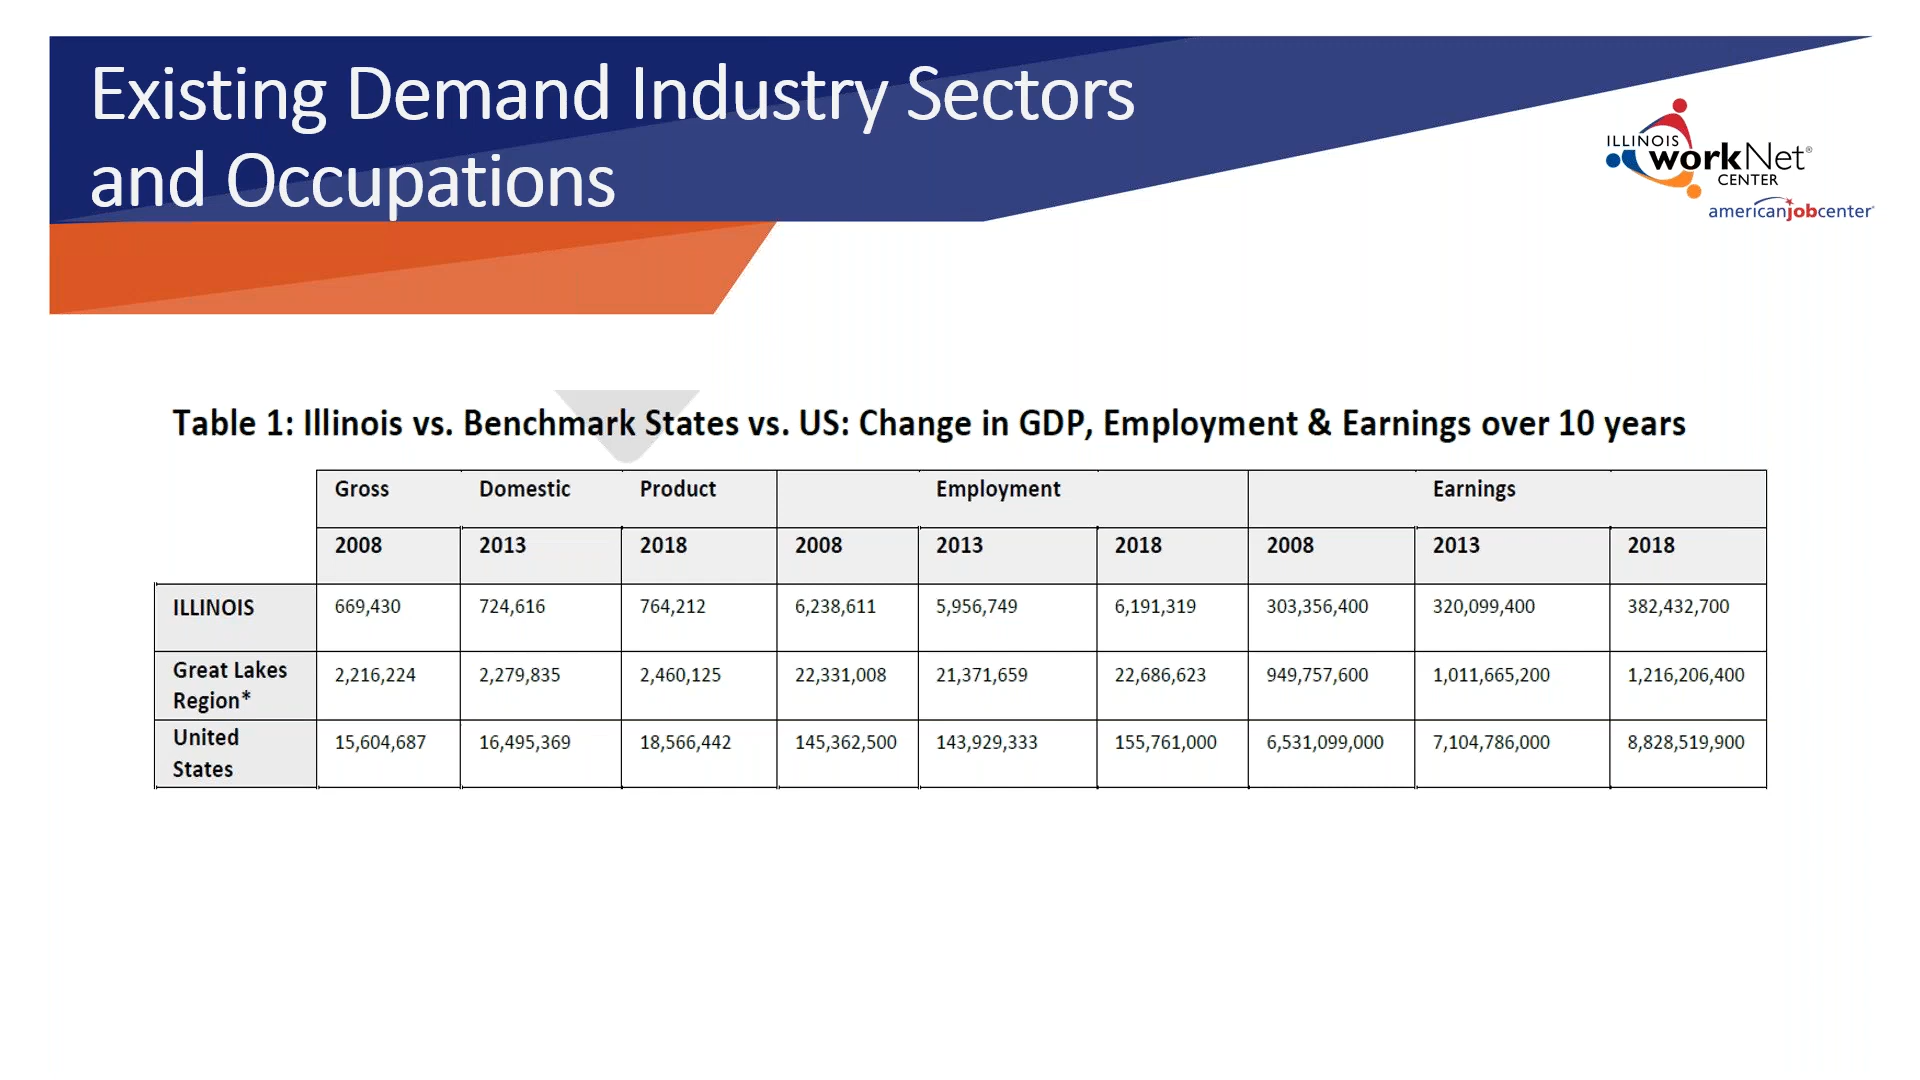 Existing Demand Industry Sectors
and Occupations
ILLINOIS
workNet®
CENTER
americanjobcenter®
Table 1: Illinois vs. Benchmark States vs. US: Change in GDP, Employment & Earnings over 10 years
Gross Domestic Product Employment Earnings
2008 2013 2018 2008 2013 2018 2008 2013 2018
ILLINOIS 669,430 724,616 764,212 6,238,611 5,956,749 6,191,319 303,356,400 320,099,400 382,432,700
Great Lakes
Region* 2,216,224 2,279,835 2,460,125 22,331,008 21,371,659 22,686,623 949,757,600 1,011,665,200 1,216,206,400
United
States 15,604,687 16,495,369 18,566,442 145,362,500 143,929,333 155,761,000 6,531,099,000 7,104,786,000 8,828,519,900